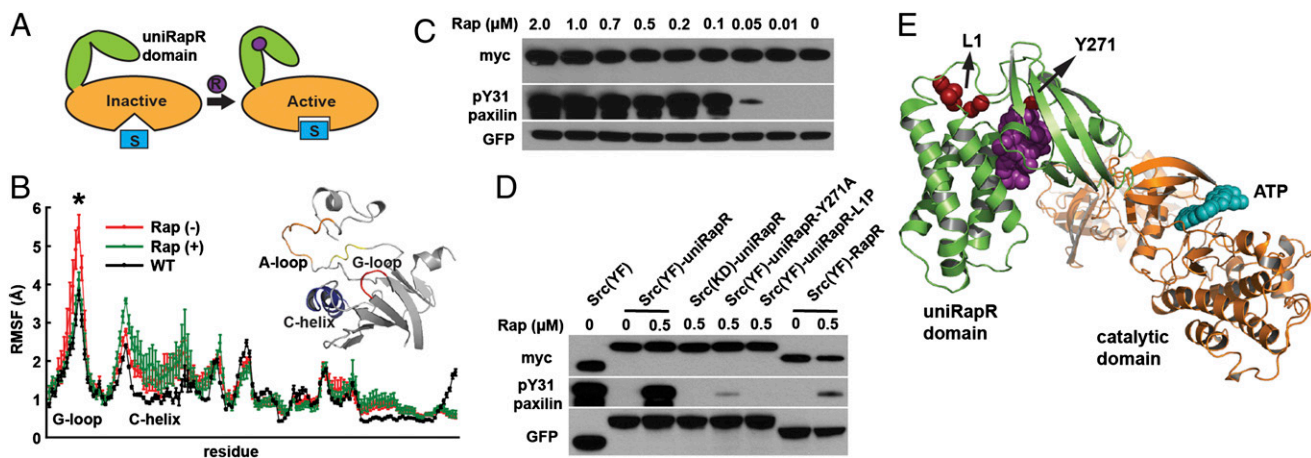 A
uniRapR
domain
Inactive
R
Active
S
S
B
*
6
5
4
3
2
1
0
RMSF (Å)
Rap (-)
Rap (+)
WT
A-loop
G-loop
C-helix
G-loop
C-helix
residue
C
Rap (μM)
2.0 1.0 0.7 0.5 0.2 0.1 0.05 0.01 0
myc
pY31
paxilin
GFP
D
Src(YF)
Src(YF)-uniRapR
Src(KD)-uniRapR
Src(YF)-uniRapR-Y271A
Src(YF)-uniRapR-L1P
Src(YF)-RapR
Rap (μM)
0 0 0.5 0.5 0.5 0.5 0 0.5
myc
pY31
paxilin
GFP
E
L1
Y271
ATP
uniRapR
domain
catalytic
domain